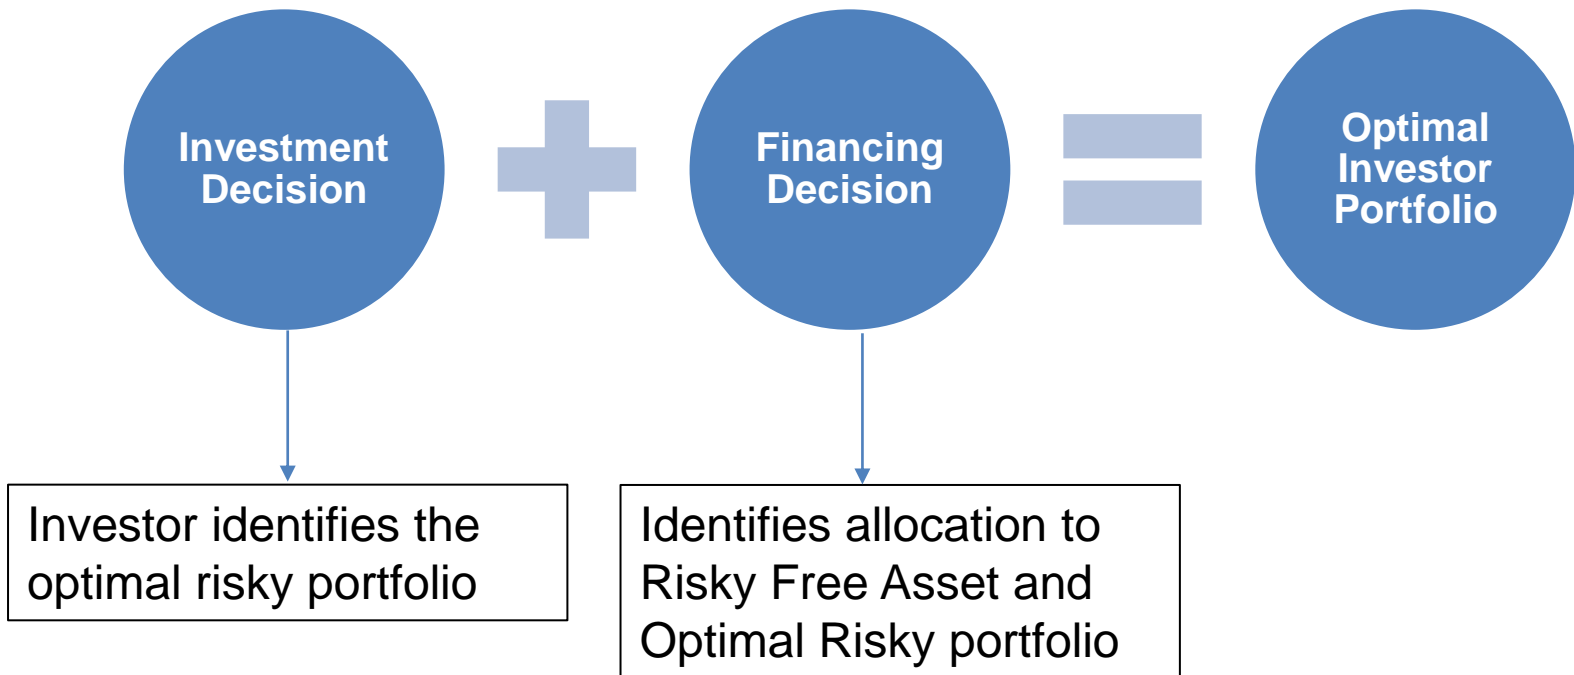 Investment
Decision
Financing
Decision
Optimal
Investor
Portfolio
Investor identifies the
optimal risky portfolio
Identifies allocation to
Risky Free Asset and
Optimal Risky portfolio